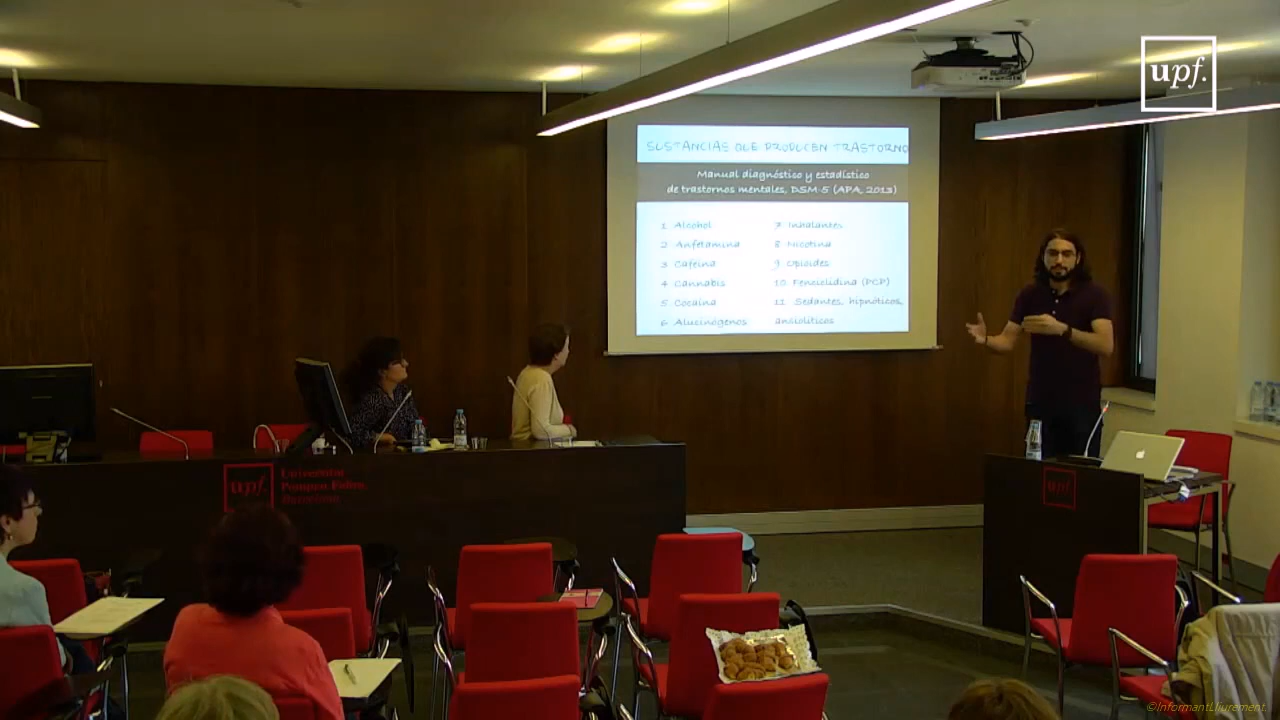 upf.
SUSTANCIAS QUE PRODUCEN TRASTORNO
Manual diagnóstico y estadístico
de trastornos mentales, DSM-5 (APA, 2013)
1 Alcohol
2 Anfetamina
3 Cafeína
4 Cannabis
5 Cocaína
6 Alucinógenos
7 Inhalantes
8 Nicotina
9 Opioides
10 Fenciclidina (PCP)
11 Sedantes, hipnóticos,
ansiolíticos
upf.
Universitat
Pompeu Fabra
Barcelona
upf.
©InformantLliurement.